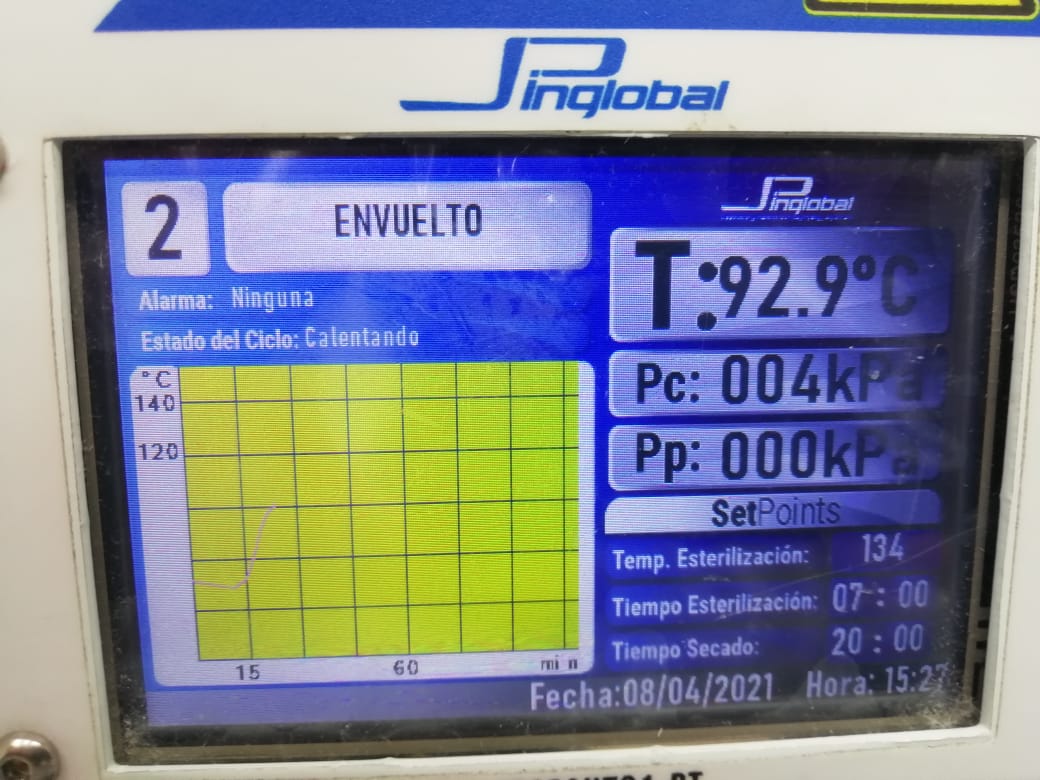 Pinglobal
2 ENVUELTO
Pinglobal
Alarma: Ninguna
Estado del Ciclo: Calentando
T:92.9°C
Pc: 004kPa
Pp: 000kPa
SetPoints
Temp. Esterilización: 134
Tiempo Esterilización: 07 : 00
Tiempo Secado: 20 : 00
°C
140
120
15 60 min
Fecha:08/04/2021 Hora: 15:27